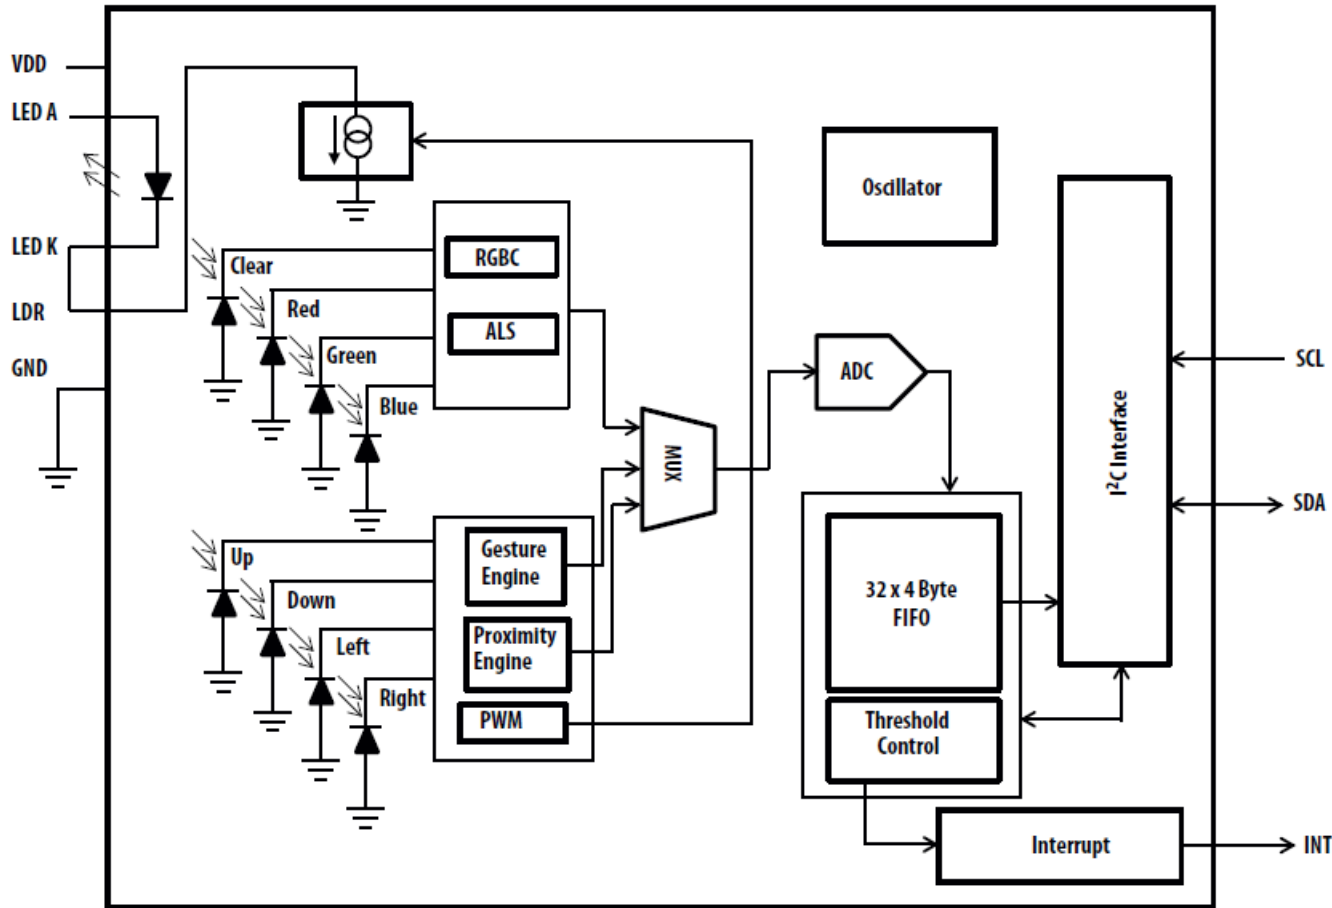 VDD
LED A
LED K
LDR
GND
Oscillator
RGBC
ALS
Clear
Red
Green
Blue
MUX
ADC
I²C Interface
SCL
SDA
Up
Down
Left
Right
Gesture
Engine
Proximity
Engine
PWM
32 x 4 Byte
FIFO
Threshold
Control
Interrupt
INT